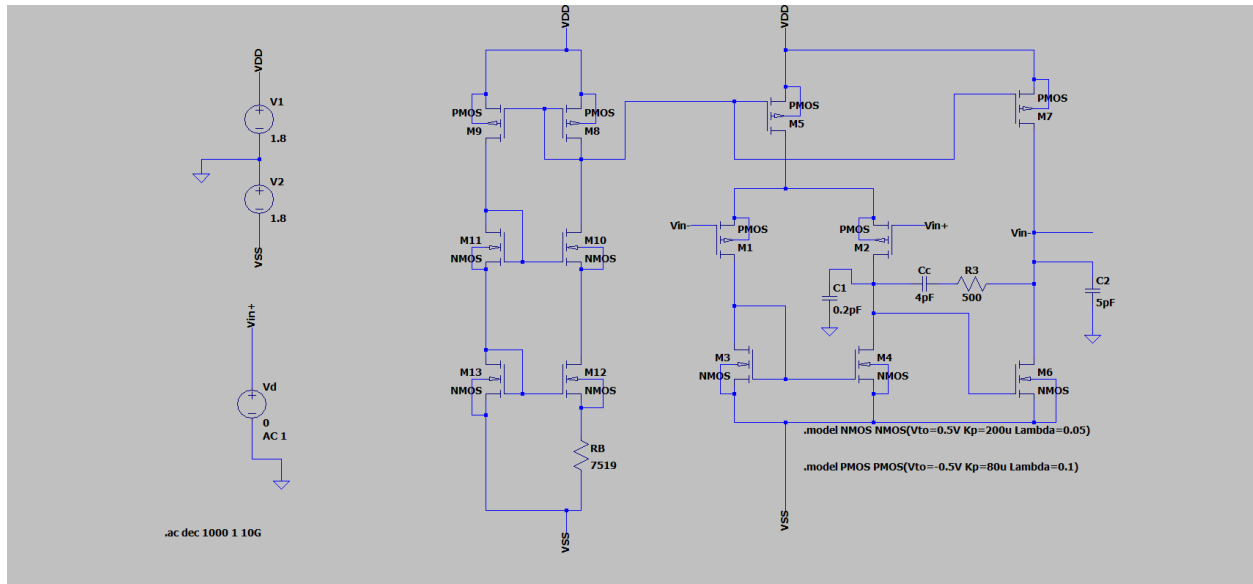 VDD
V1
1.8
V2
1.8
VSS
Vin+
Vd
0
AC 1
.ac dec 1000 1 10G
VDD
PMOS
M9
PMOS
M8
M11
NMOS
M10
NMOS
M13
NMOS
M12
NMOS
RB
7519
VSS
VDD
PMOS
M5
PMOS
M7
Vin-
PMOS
M1
PMOS
M2
Vin+
Vin-
C1
0.2pF
Cc
4pF
R3
500
C2
5pF
M3
NMOS
M4
NMOS
M6
NMOS
.model NMOS NMOS(Vto=0.5V Kp=200u Lambda=0.05)
.model PMOS PMOS(Vto=-0.5V Kp=80u Lambda=0.1)
VSS